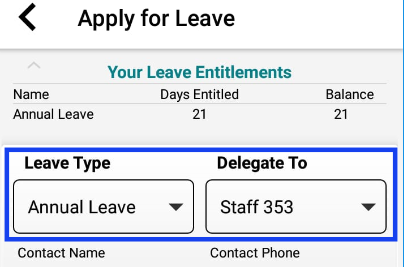 Apply for Leave
Your Leave Entitlements
Name Days Entitled Balance
Annual Leave 21 21
Leave Type Delegate To
Annual Leave Staff 353
Contact Name Contact Phone